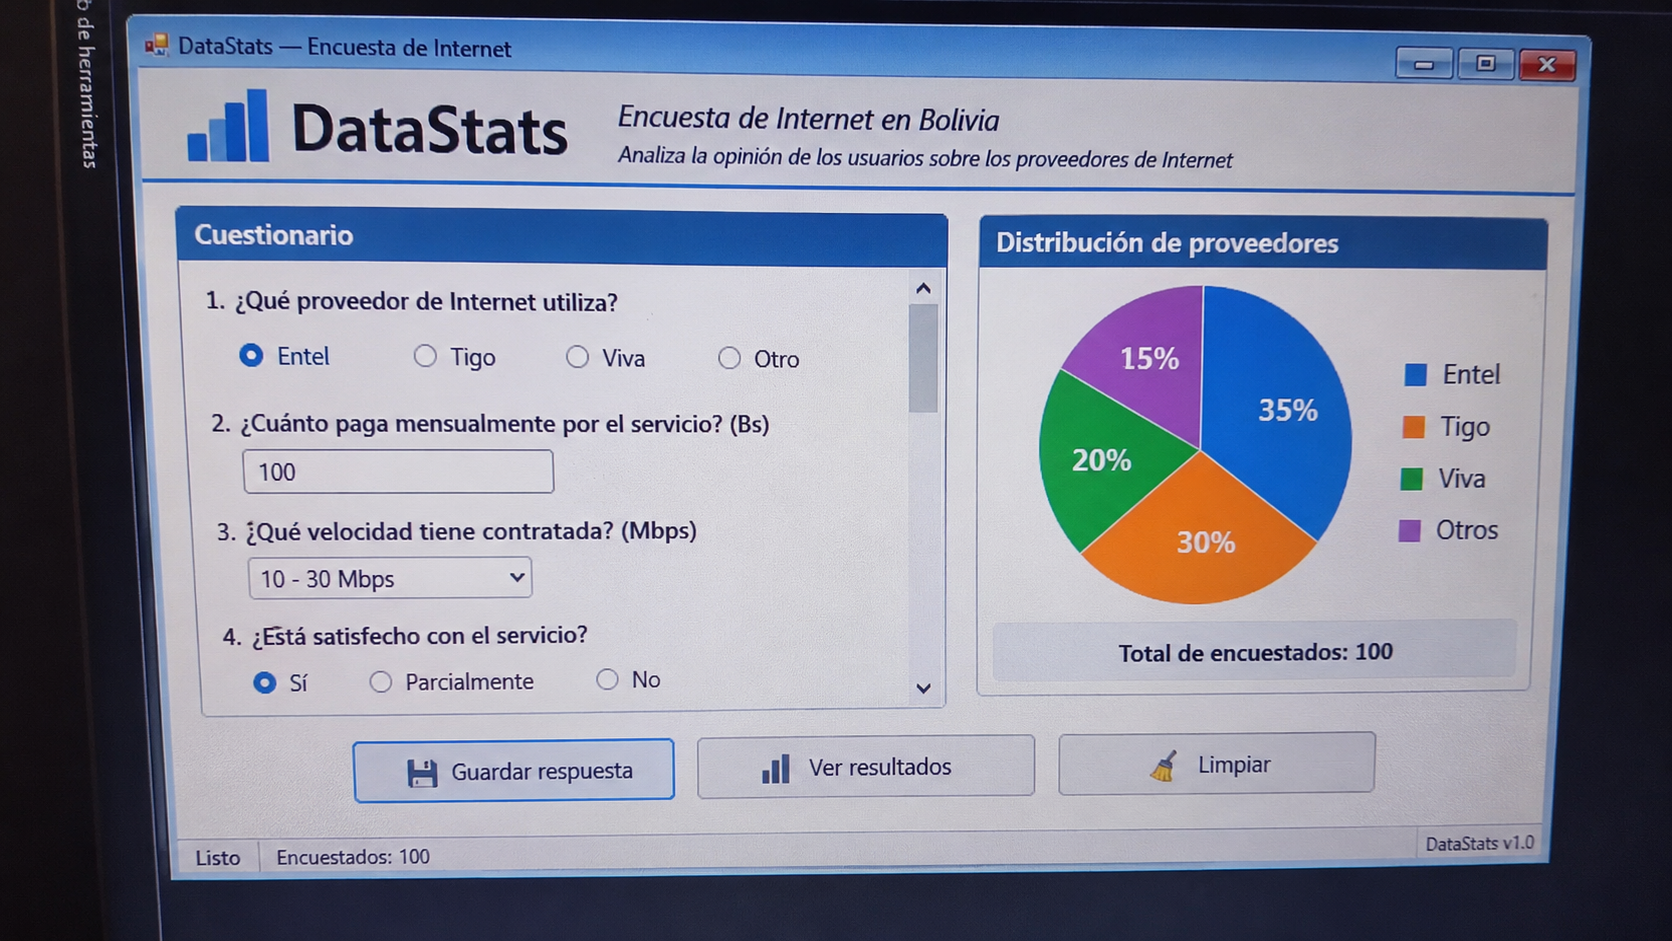 o de herramientas
DataStats — Encuesta de Internet
DataStats
Encuesta de Internet en Bolivia
Analiza la opinión de los usuarios sobre los proveedores de Internet
Cuestionario
1. ¿Qué proveedor de Internet utiliza?
Entel Tigo Viva Otro
2. ¿Cuánto paga mensualmente por el servicio? (Bs)
100
3. ¿Qué velocidad tiene contratada? (Mbps)
10 - 30 Mbps
4. ¿Está satisfecho con el servicio?
Sí Parcialmente No
Distribución de proveedores
15%
35%
20%
30%
Entel
Tigo
Viva
Otros
Total de encuestados: 100
Guardar respuesta Ver resultados Limpiar
Listo Encuestados: 100 DataStats v1.0